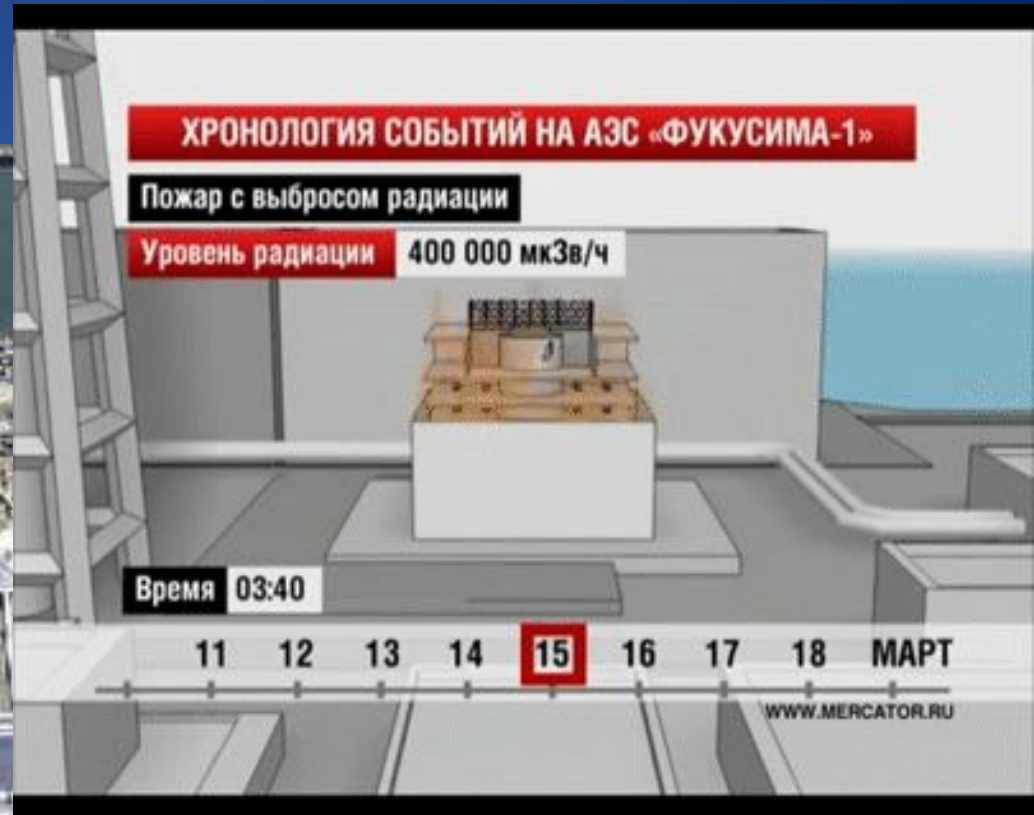 ХРОНОЛОГИЯ СОБЫТИЙ НА АЭС «ФУКУСИМА-1»
Пожар с выбросом радиации
Уровень радиации 400 000 мкЗв/ч
Время 03:40
11 12 13 14 15 16 17 18 МАРТ
WWW.MERCATOR.RU